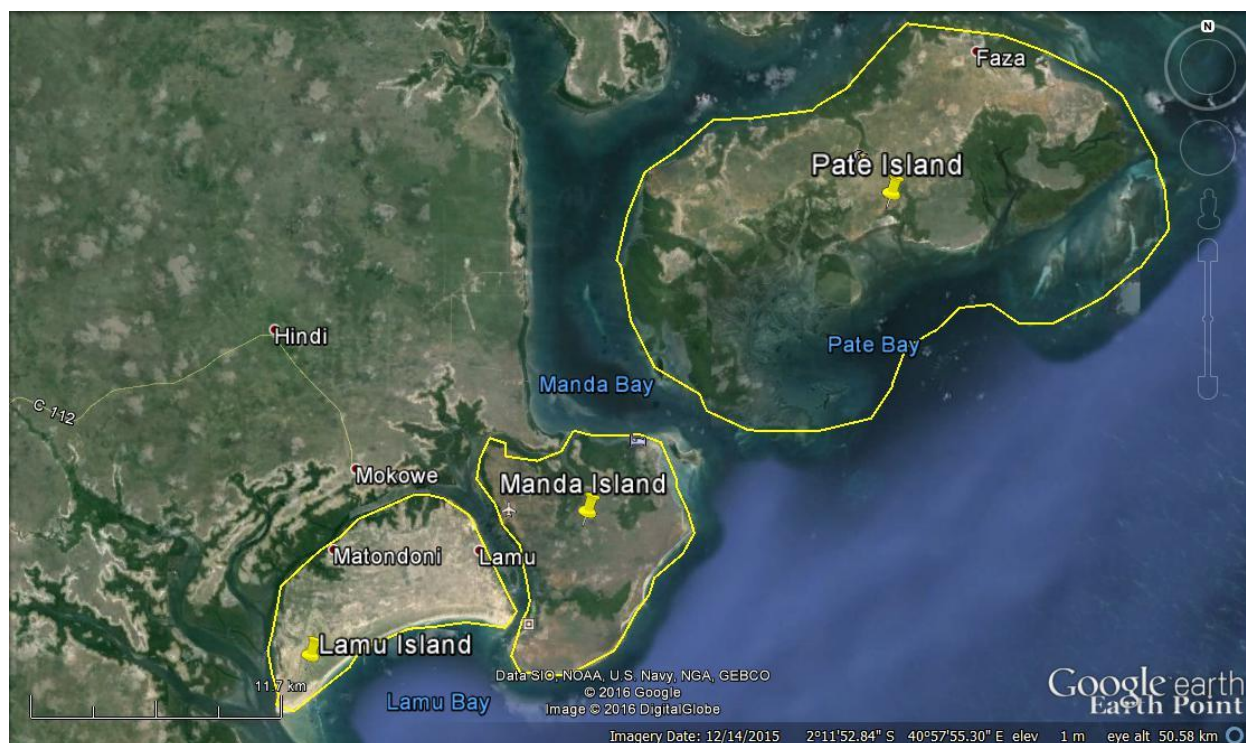 N
Faza
Pate Island
Hindi
Pate Bay
Manda Bay
C 112
Mokowe
Manda Island
Matondoni
Lamu
Lamu Island
11.7 km
Data SIO, NOAA, U.S. Navy, NGA, GEBCO
© 2016 Google
Image © 2016 DigitalGlobe
Lamu Bay
Google earth
Earth Point
Imagery Date: 12/14/2015 2°11'52.84" S 40°57'55.30" E elev 1 m eye alt 50.58 km